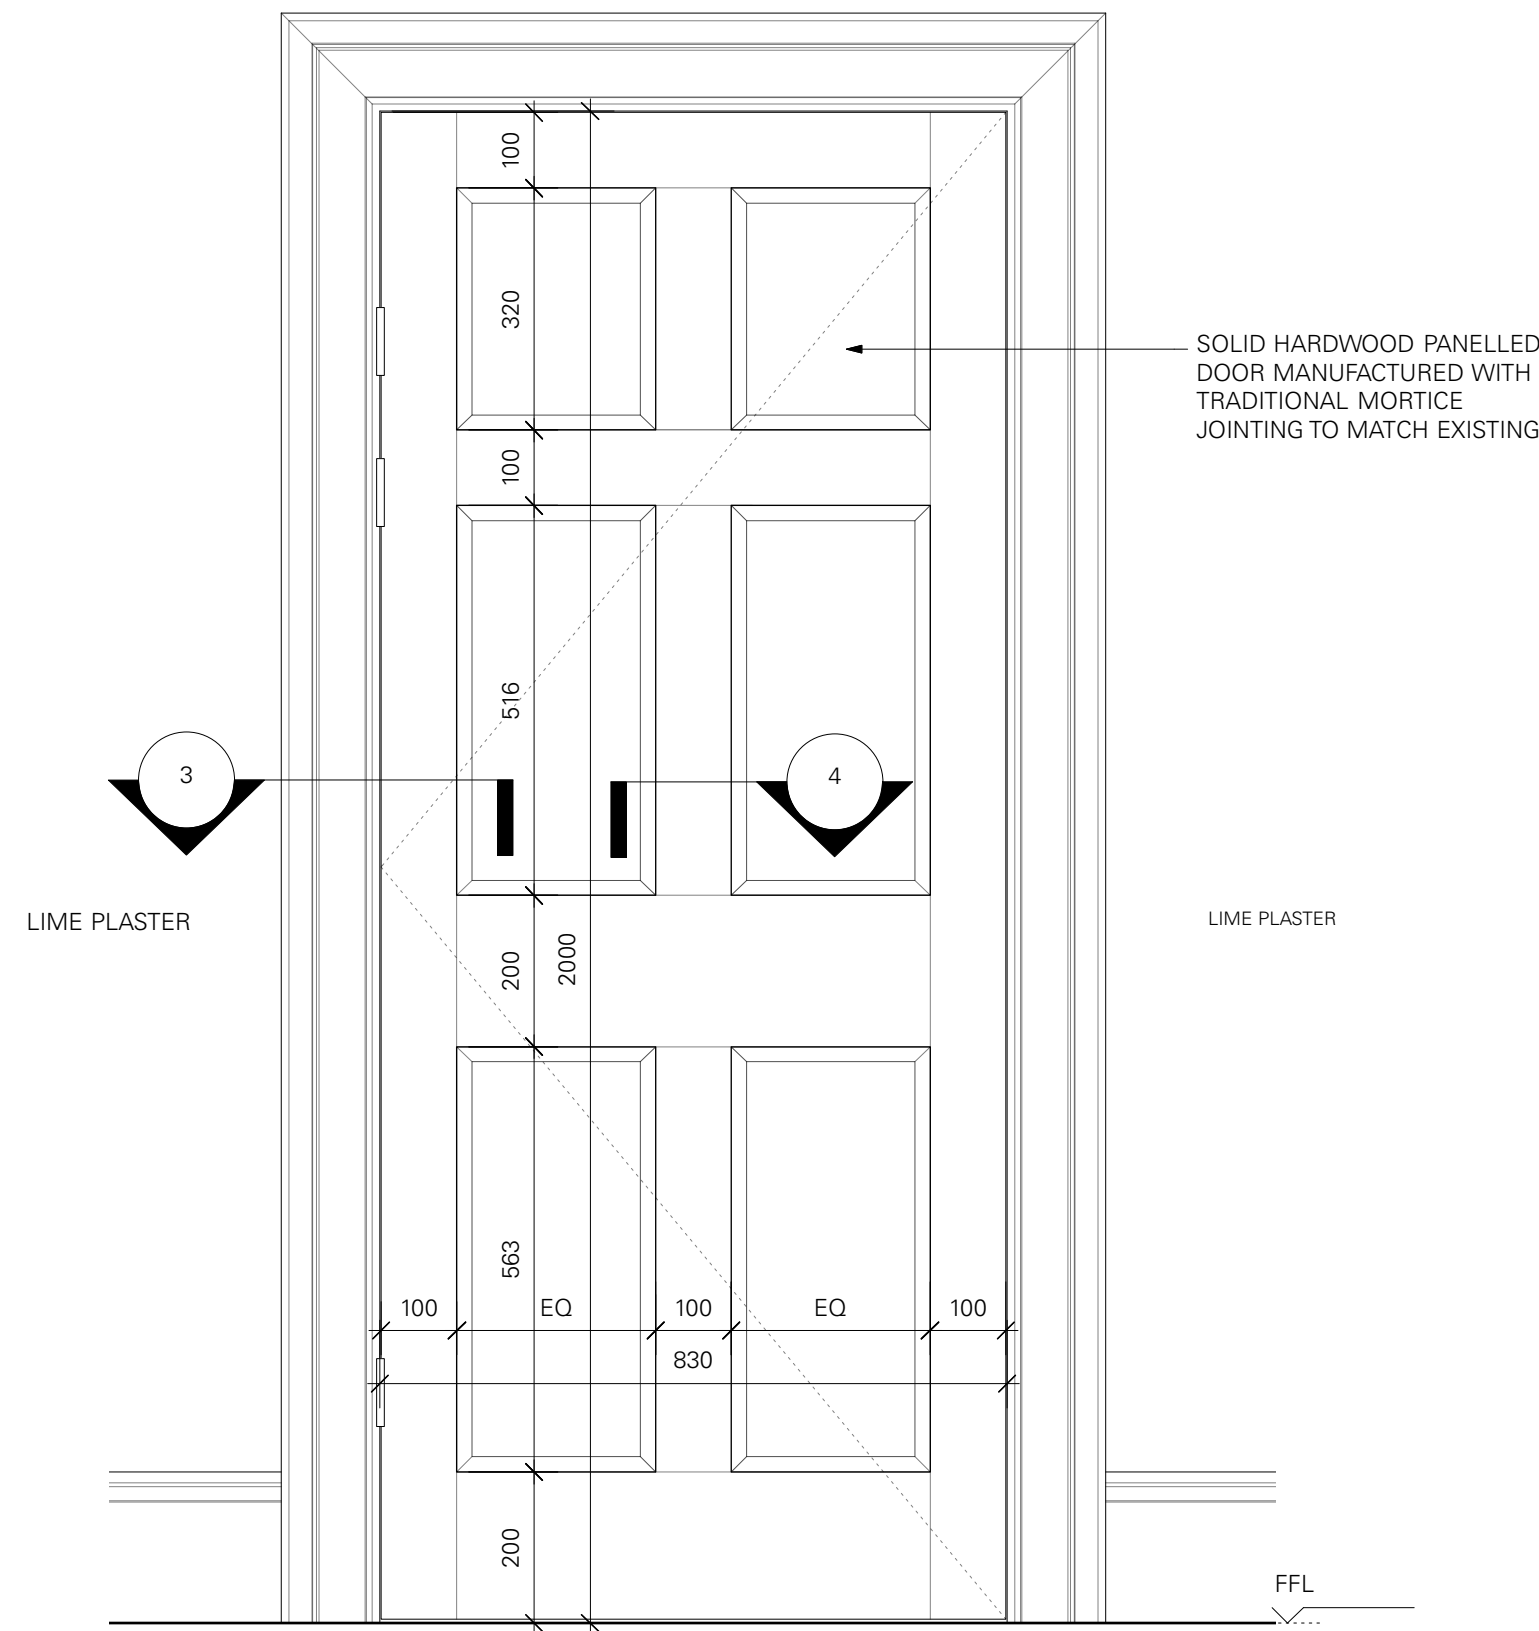 100
320
SOLID HARDWOOD PANELLED
DOOR MANUFACTURED WITH
TRADITIONAL MORTICE
JOINTING TO MATCH EXISTING
100
516
3
4
LIME PLASTER
LIME PLASTER
200
2000
563
100
EQ
100
EQ
100
830
200
FFL